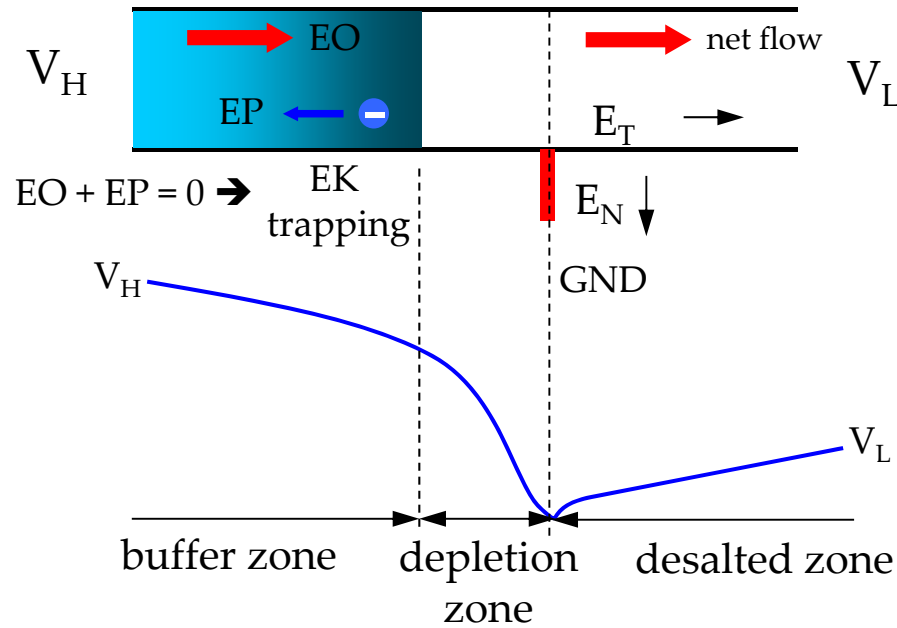 EO
net flow
V_H
V_L
EP
−
E_T
EO + EP = 0 ➔
EK
trapping
E_N
GND
V_H
V_L
buffer zone
depletion
zone
desalted zone